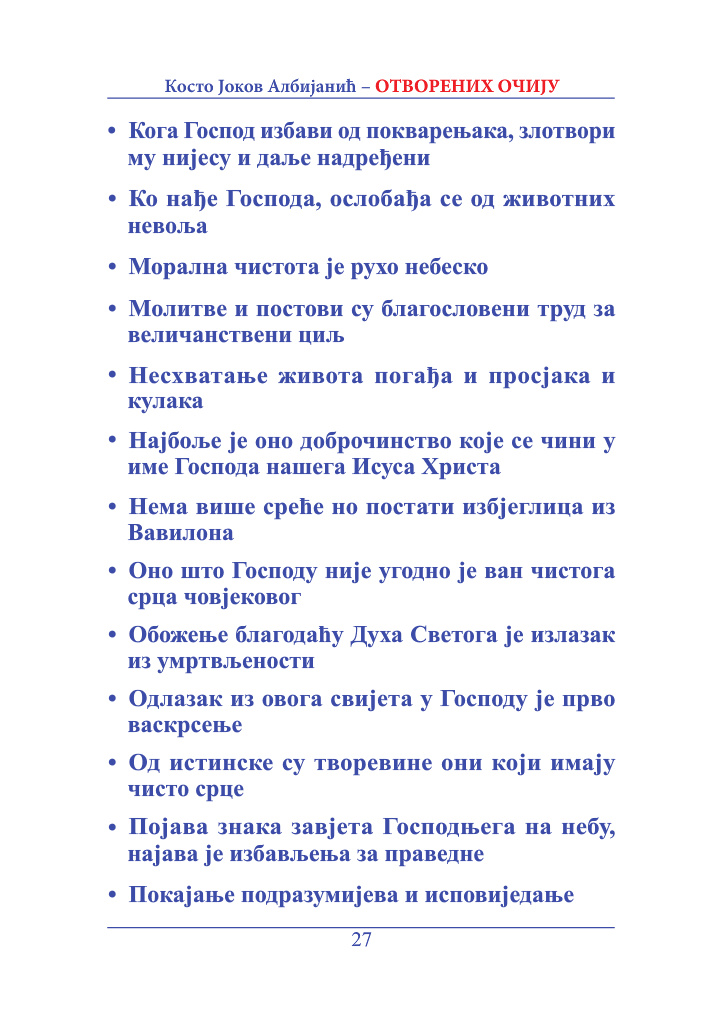 Косто Јоков Албијанић – ОТВОРЕНИХ ОЧИЈУ
• Кога Господ избави од покварењака, злотвори
му нијесу и даље надређени
• Ко нађе Господа, ослобађа се од животних
невоља
• Морална чистота је рухо небеско
• Молитве и постови су благословени труд за
величанствени циљ
• Несхватање живота погађа и просјака и
кулака
• Најбоље је оно доброчинство које се чини у
име Господа нашега Исуса Христа
• Нема више среће но постати избјеглица из
Вавилона
• Оно што Господу није угодно је ван чистога
срца човјековог
• Обожење благодаћу Духа Светога је излазак
из умртвљености
• Одлазак из овога свијета у Господу је прво
васкрсење
• Од истинске су творевине они који имају
чисто срце
• Појава знака завјета Господњега на небу,
најава је избављења за праведне
• Покајање подразумијева и исповиједање
27